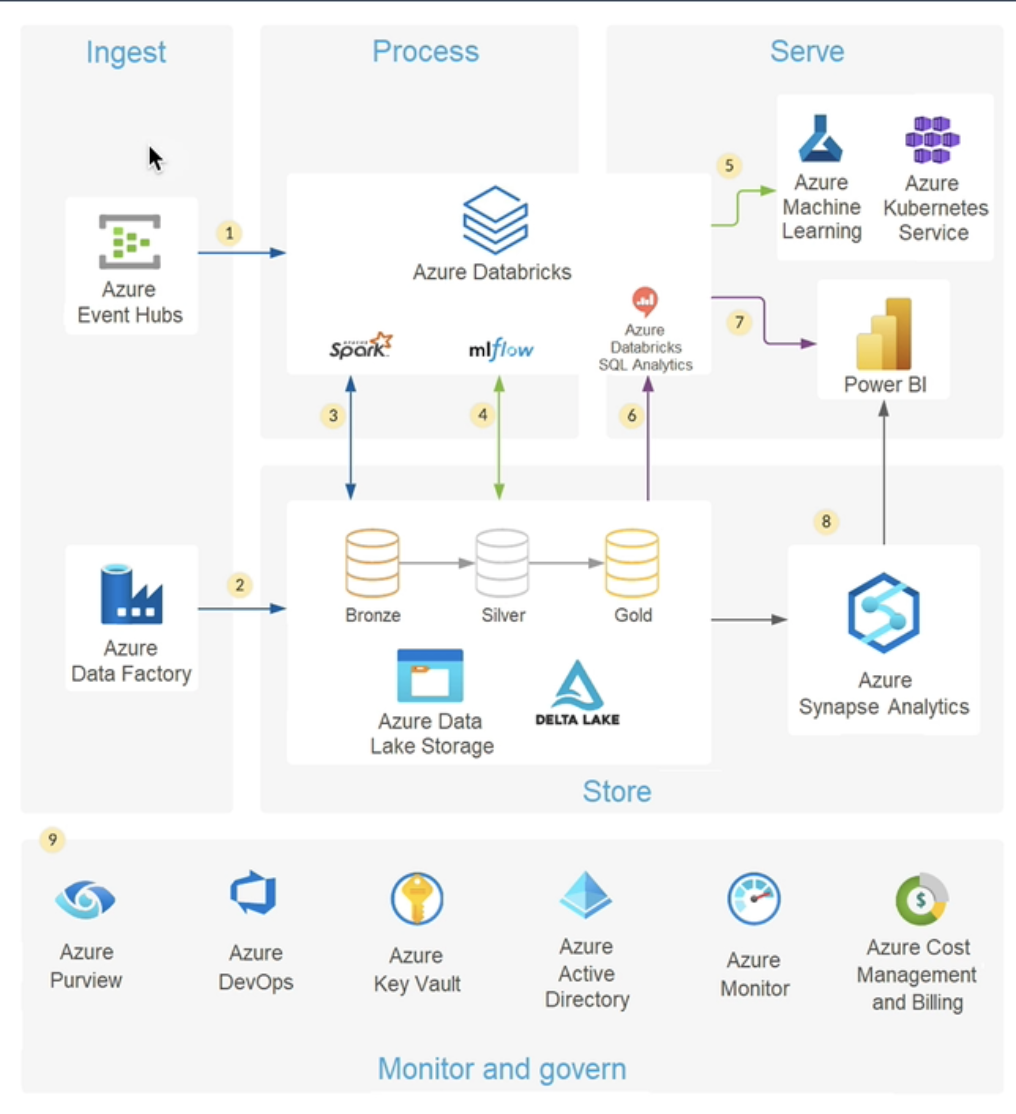 Ingest
Process
Serve
5
Azure
Machine
Learning
Azure
Kubernetes
Service
1
Azure
Event Hubs
Azure Databricks
APACHE
Spark
mlflow
Azure
Databricks
SQL Analytics
7
Power BI
3
4
6
8
2
Azure
Data Factory
Bronze
Silver
Gold
Azure Data
Lake Storage
DELTA LAKE
Azure
Synapse Analytics
Store
9
Azure
Purview
Azure
DevOps
Azure
Key Vault
Azure
Active
Directory
Azure
Monitor
$
Azure Cost
Management
and Billing
Monitor and govern